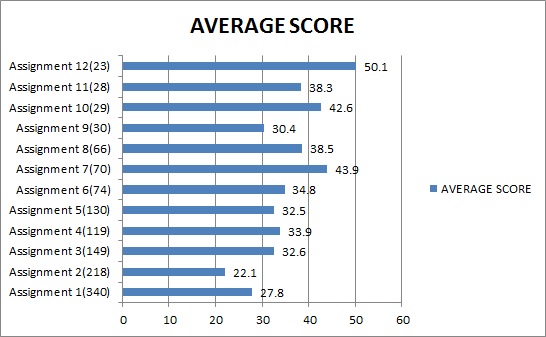 AVERAGE SCORE
Assignment 12(23) 50.1
Assignment 11(28) 38.3
Assignment 10(29) 42.6
Assignment 9(30) 30.4
Assignment 8(66) 38.5
Assignment 7(70) 43.9
Assignment 6(74) 34.8
Assignment 5(130) 32.5
Assignment 4(119) 33.9
Assignment 3(149) 32.6
Assignment 2(218) 22.1
Assignment 1(340) 27.8
0 10 20 30 40 50 60
AVERAGE SCORE